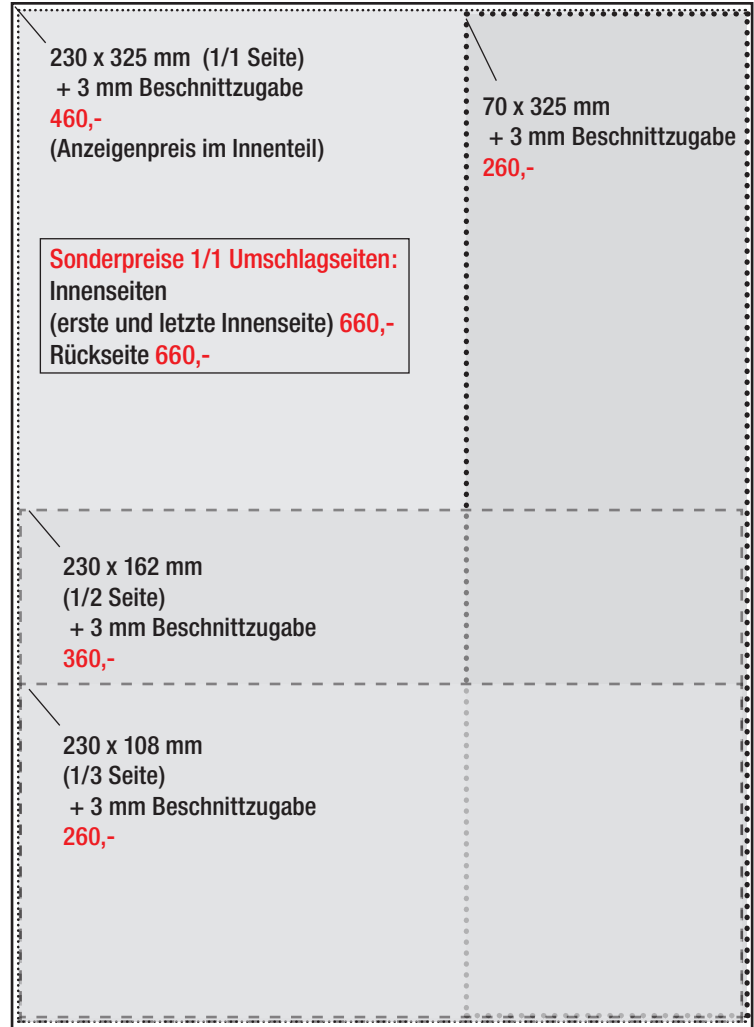 230 x 325 mm (1/1 Seite)
+ 3 mm Beschnittzugabe
460,-
(Anzeigenpreis im Innenteil)
70 x 325 mm
+ 3 mm Beschnittzugabe
260,-
Sonderpreise 1/1 Umschlagseiten:
Innenseiten
(erste und letzte Innenseite) 660,-
Rückseite 660,-
230 x 162 mm
(1/2 Seite)
+ 3 mm Beschnittzugabe
360,-
230 x 108 mm
(1/3 Seite)
+ 3 mm Beschnittzugabe
260,-